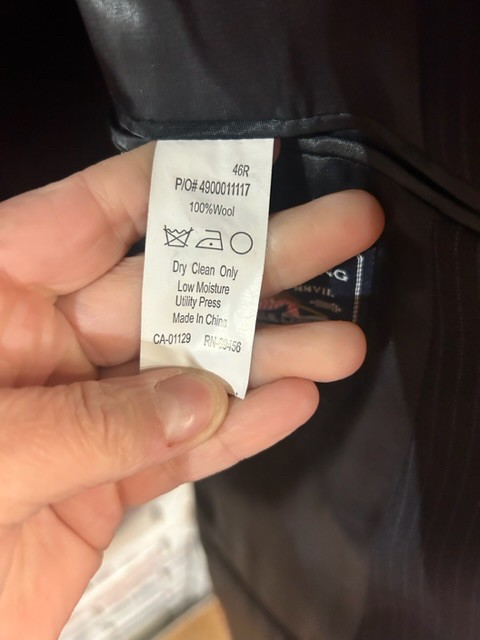 46R
P/O# 4900011117
100%Wool
Dry Clean Only
Low Moisture
Utility Press
Made In China
CA-01129